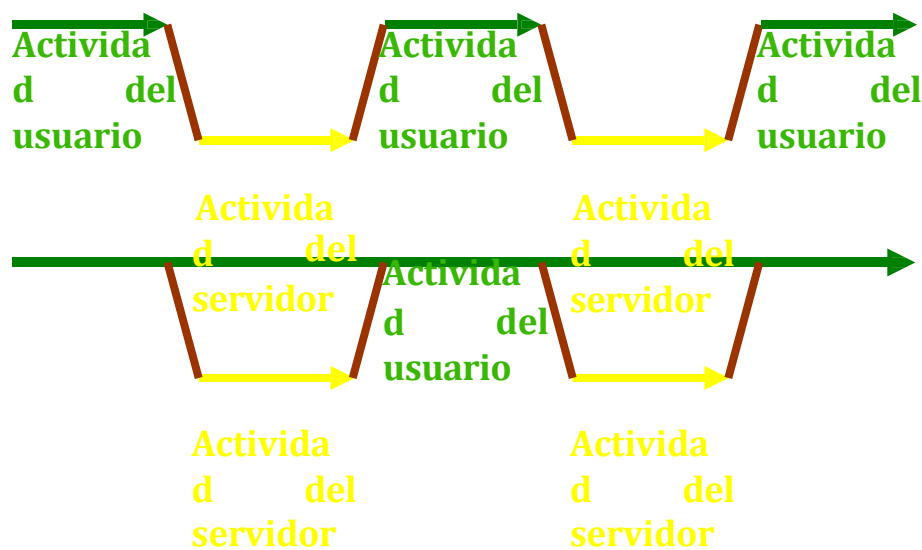 Activida
d del
usuario
Activida
d del
usuario
Activida
d del
usuario
Activida
d del
servidor
Activida
d del
servidor
Activida
d del
usuario
Activida
d del
servidor
Activida
d del
servidor